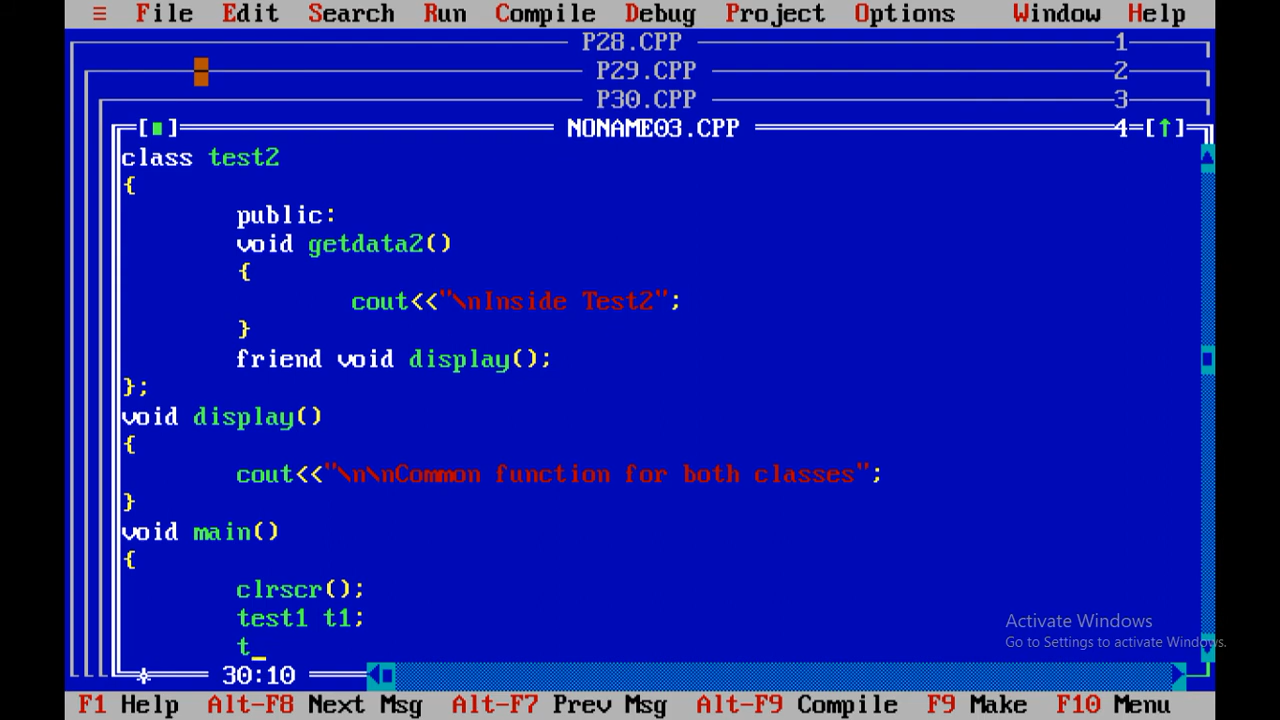 ≡ File Edit Search Run Compile Debug Project Options Window Help
P28.CPP 1
P29.CPP 2
P30.CPP 3
[■] NONAME03.CPP 4=[↑]
class test2
{
public:
void getdata2()
{
cout<<"\nInside Test2";
}
friend void display();
};
void display()
{
cout<<"\n\nCommon function for both classes";
}
void main()
{
clrscr();
test1 t1;
t_
Activate Windows
Go to Settings to activate Windows.
30:10
F1 Help Alt-F8 Next Msg Alt-F7 Prev Msg Alt-F9 Compile F9 Make F10 Menu